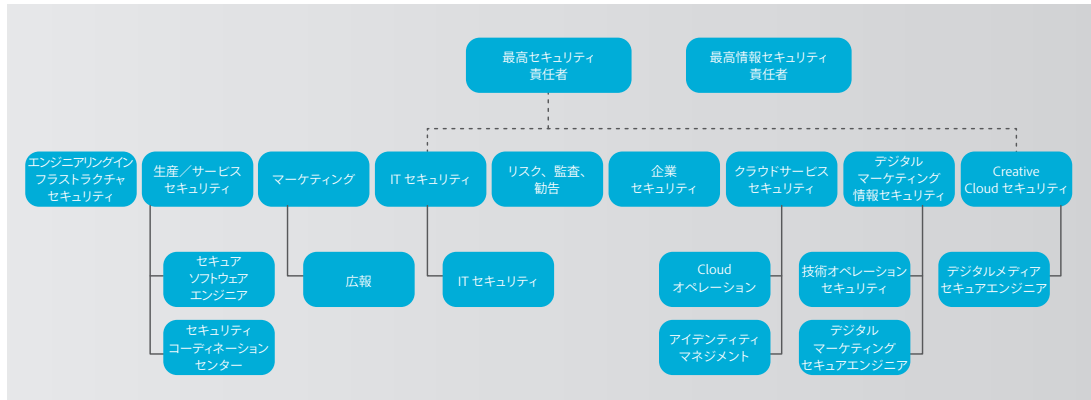 最高セキュリティ
責任者
最高情報セキュリティ
責任者
エンジニアリングイン
フラストラクチャ
セキュリティ
生産／サービス
セキュリティ
マーケティング
IT セキュリティ
リスク、監査、
勧告
企業
セキュリティ
クラウドサービス
セキュリティ
デジタル
マーケティング
情報セキュリティ
Creative
Cloud セキュリティ
セキュア
ソフトウェア
エンジニア
広報
IT セキュリティ
Cloud
オペレーション
技術オペレーション
セキュリティ
デジタルメディア
セキュアエンジニア
セキュリティ
コーディネーション
センター
アイデンティティ
マネジメント
デジタル
マーケティング
セキュアエンジニア